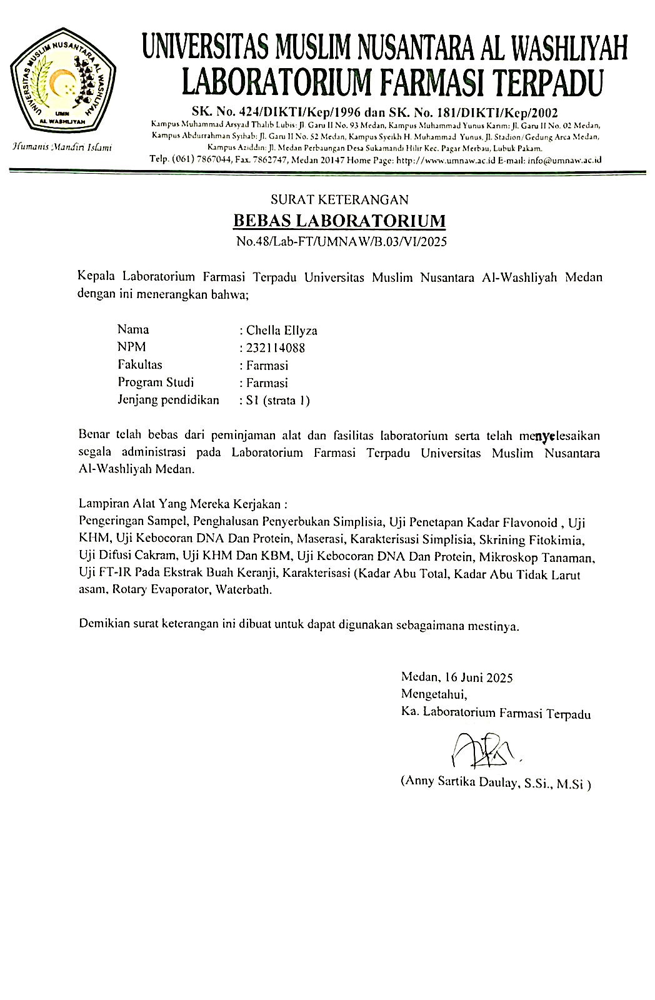 UNIVERSITAS MUSLIM NUSANTARA AL WASHLIYAH
UMN
AL WASHLIYAH
Humanis Mandiri Islami
UNIVERSITAS MUSLIM NUSANTARA AL WASHLIYAH
LABORATORIUM FARMASI TERPADU
SK. No. 424/DIKTI/Kep/1996 dan SK. No. 181/DIKTI/Kep/2002
Kampus Muhammad Arsyad Thalib Lubis: Jl. Garu II No. 93 Medan, Kampus Muhammad Yunus Karim: Jl. Garu II No. 02 Medan,
Kampus Abdurrahman Syihab: Jl. Garu II No. 52 Medan, Kampus Syeikh H. Muhammad Yunus, Jl. Stadion/Gedung Arca Medan,
Kampus Aziddin: Jl. Medan Perbaungan Desa Sukamandi Hilir Kec. Pagar Merbau, Lubuk Pakam.
Telp. (061) 7867044, Fax. 7862747, Medan 20147 Home Page: http://www.umnaw.ac.id E-mail: info@umnaw.ac.id
SURAT KETERANGAN
BEBAS LABORATORIUM
No.48/Lab-FT/UMNAW/B.03/VI/2025
Kepala Laboratorium Farmasi Terpadu Universitas Muslim Nusantara Al-Washliyah Medan
dengan ini menerangkan bahwa;
Nama : Chella Ellyza
NPM : 232114088
Fakultas : Farmasi
Program Studi : Farmasi
Jenjang pendidikan : S1 (strata 1)
Benar telah bebas dari peminjaman alat dan fasilitas laboratorium serta telah menyelesaikan
segala administrasi pada Laboratorium Farmasi Terpadu Universitas Muslim Nusantara
Al-Washliyah Medan.
Lampiran Alat Yang Mereka Kerjakan :
Pengeringan Sampel, Penghalusan Penyerbukan Simplisia, Uji Penetapan Kadar Flavonoid , Uji
KHM, Uji Kebocoran DNA Dan Protein, Maserasi, Karakterisasi Simplisia, Skrining Fitokimia,
Uji Difusi Cakram, Uji KHM Dan KBM, Uji Kebocoran DNA Dan Protein, Mikroskop Tanaman,
Uji FT-IR Pada Ekstrak Buah Keranji, Karakterisasi (Kadar Abu Total, Kadar Abu Tidak Larut
asam, Rotary Evaporator, Waterbath.
Demikian surat keterangan ini dibuat untuk dapat digunakan sebagaimana mestinya.
Medan, 16 Juni 2025
Mengetahui,
Ka. Laboratorium Farmasi Terpadu
(Anny Sartika Daulay, S.Si., M.Si )